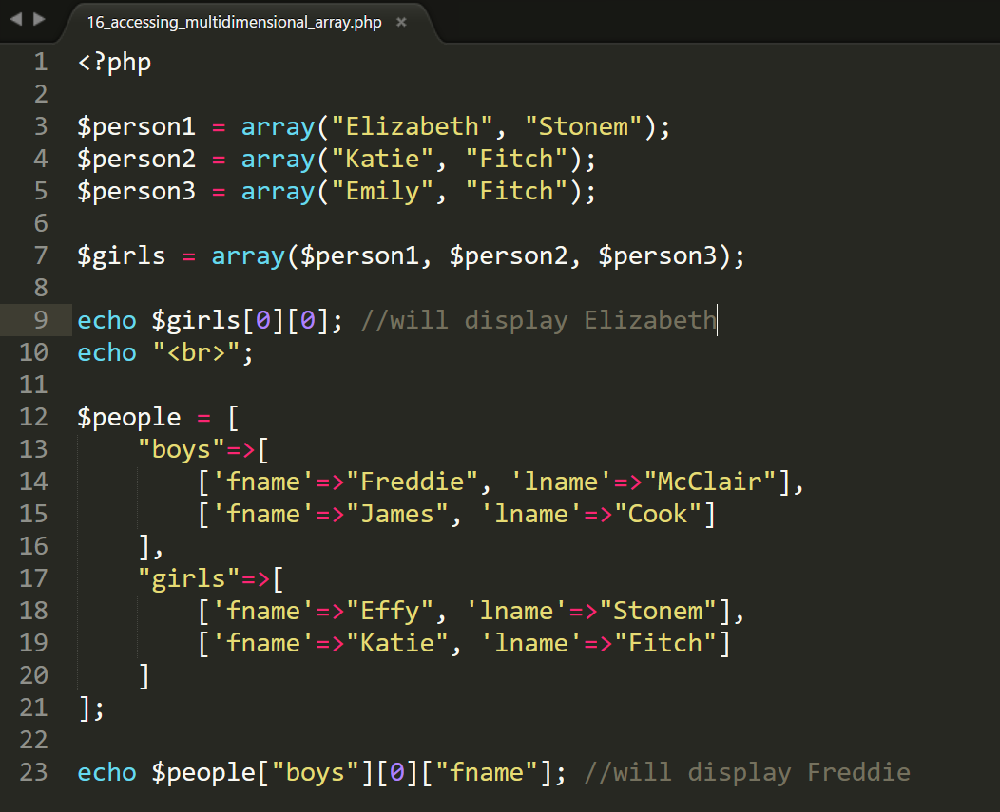 16_accessing_multidimensional_array.php ×
1 <?php
2
3 $person1 = array("Elizabeth", "Stonem");
4 $person2 = array("Katie", "Fitch");
5 $person3 = array("Emily", "Fitch");
6
7 $girls = array($person1, $person2, $person3);
8
9 echo $girls[0][0]; //will display Elizabeth
10 echo "<br>";
11
12 $people = [
13     "boys"=>[
14         ['fname'=>"Freddie", 'lname'=>"McClair"],
15         ['fname'=>"James", 'lname'=>"Cook"]
16     ],
17     "girls"=>[
18         ['fname'=>"Effy", 'lname'=>"Stonem"],
19         ['fname'=>"Katie", 'lname'=>"Fitch"]
20     ]
21 ];
22
23 echo $people["boys"][0]["fname"]; //will display Freddie